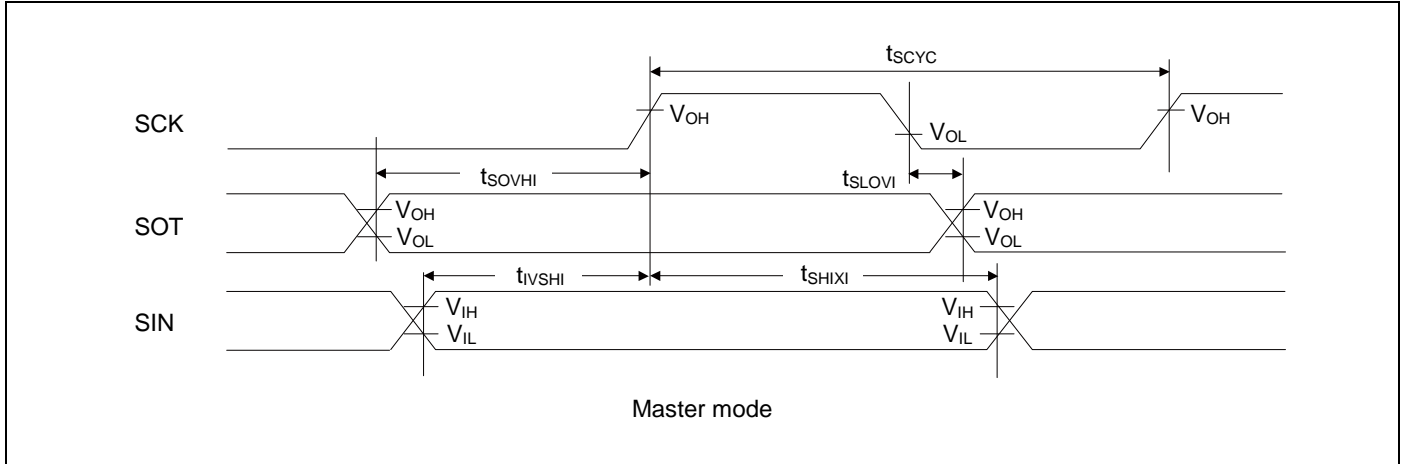 tSCYC
SCK
VOH
VOL
VOH
tSOVHI
tSLOVI
SOT
VOH
VOL
VOH
VOL
tIVSHI
tSHIXI
SIN
VIH
VIL
VIH
VIL
Master mode